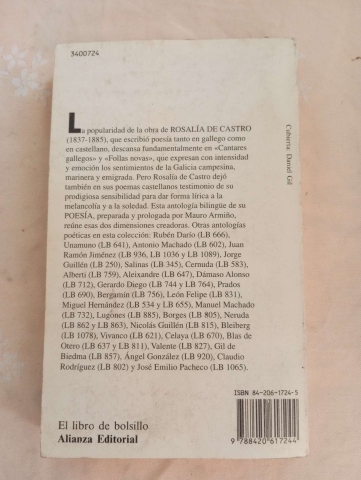 3400724
La popularidad de la obra de ROSALÍA DE CASTRO
(1837-1885), que escribió poesía tanto en gallego como
en castellano, descansa fundamentalmente en «Cantares
gallegos» y «Follas novas», que expresan con intensidad
y emoción los sentimientos de la Galicia campesina,
marinera y emigrada. Pero Rosalía de Castro dejó
también en sus poemas castellanos testimonio de su
prodigiosa sensibilidad para dar forma lírica a la
melancolía y a la soledad. Esta antología bilingüe de su
POESÍA, preparada y prologada por Mauro Armiño,
reúne esas dos dimensiones creadoras. Otras antologías
poéticas en esta colección: Rubén Darío (LB 666),
Unamuno (LB 641), Antonio Machado (LB 602), Juan
Ramón Jiménez (LB 936, LB 1036 y LB 1089), Jorge
Guillén (LB 250), Salinas (LB 345), Cernuda (LB 583),
Alberti (LB 759), Aleixandre (LB 647), Dámaso Alonso
(LB 712), Gerardo Diego (LB 744 y LB 764), Prados
(LB 690), Bergamín (LB 756), León Felipe (LB 831),
Miguel Hernández (LB 534 y LB 655), Manuel Machado
(LB 732), Lugones (LB 885), Borges (LB 805), Neruda
(LB 862 y LB 863), Nicolás Guillén (LB 815), Bleiberg
(LB 1078), Vivanco (LB 621), Celaya (LB 670), Blas de
Otero (LB 637 y LB 811), Valente (LB 827), Gil de
Biedma (LB 857), Ángel González (LB 920), Claudio
Rodríguez (LB 802) y José Emilio Pacheco (LB 1065).
Cubierta: Daniel Gil
ISBN 84-206-1724-5
9 788420 617244
El libro de bolsillo
Alianza Editorial